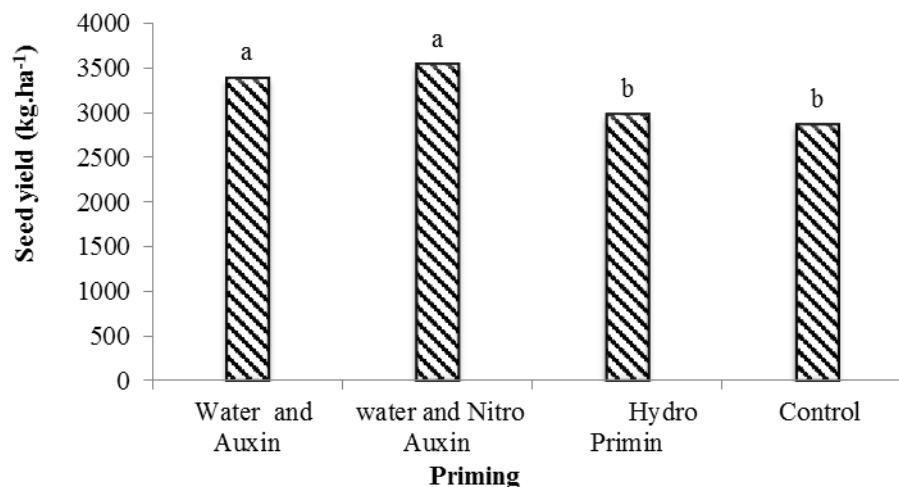 4000
3500
3000
2500
2000
1500
1000
500
0
Seed yield (kg.ha⁻¹)
a
a
b
b
Water and
Auxin
water and Nitro
Auxin
Hydro
Primin
Control
Priming